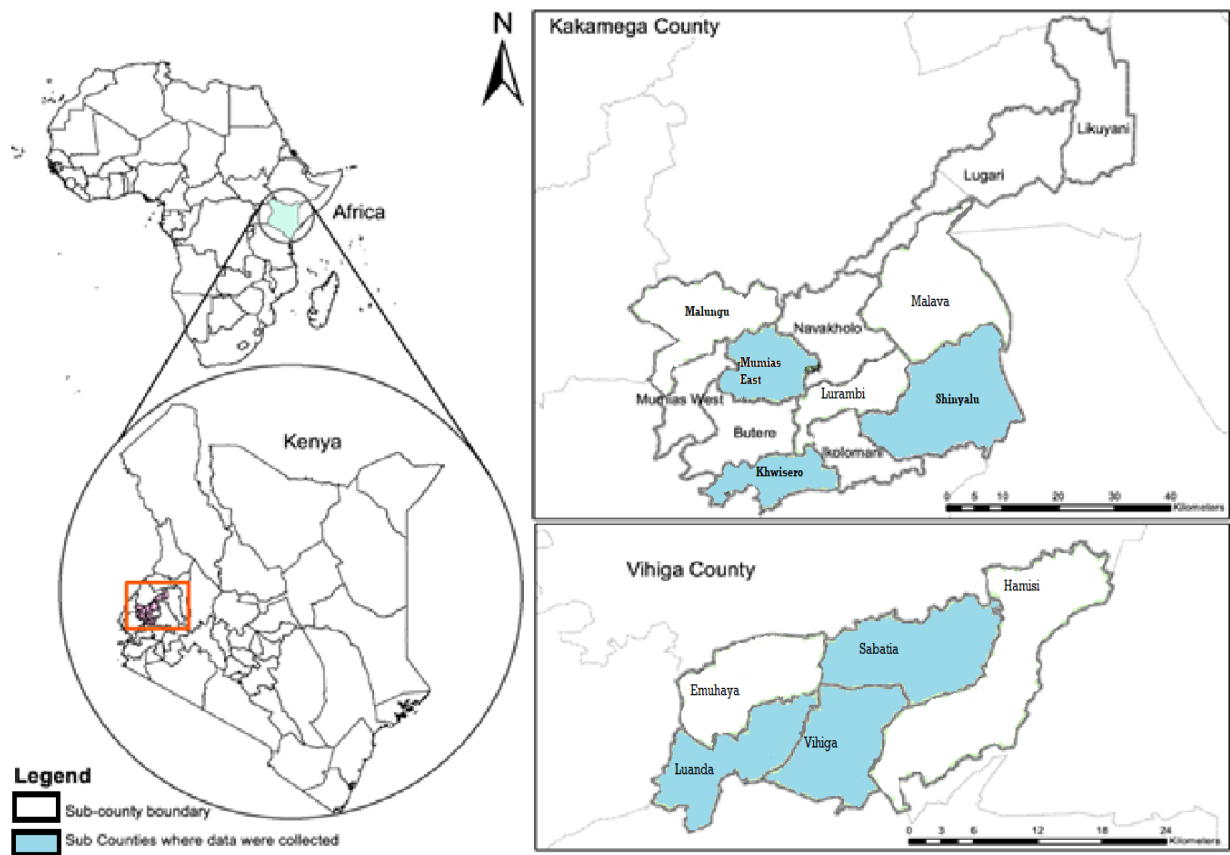 N
Africa
Kenya
Legend
Sub-county boundary
Sub Counties where data were collected
Kakamega County
Likuyani
Lugari
Malava
Malungu
Navakholo
Mumias
East
Shinyalu
Lurambi
Mumias West
Butere
Ikolomani
Khwisero
0 5 10 20 30 40
Kilometers
Vihiga County
Hamisi
Sabatia
Emuhaya
Vihiga
Luanda
0 3 6 12 18 24
Kilometers